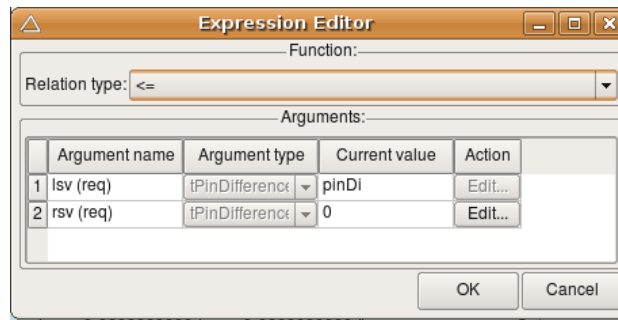 Expression Editor
Function:
Relation type: <=
Arguments:
Argument name Argument type Current value Action
1 lsv (req) tPinDifference pinDi Edit...
2 rsv (req) tPinDifference 0 Edit...
OK Cancel